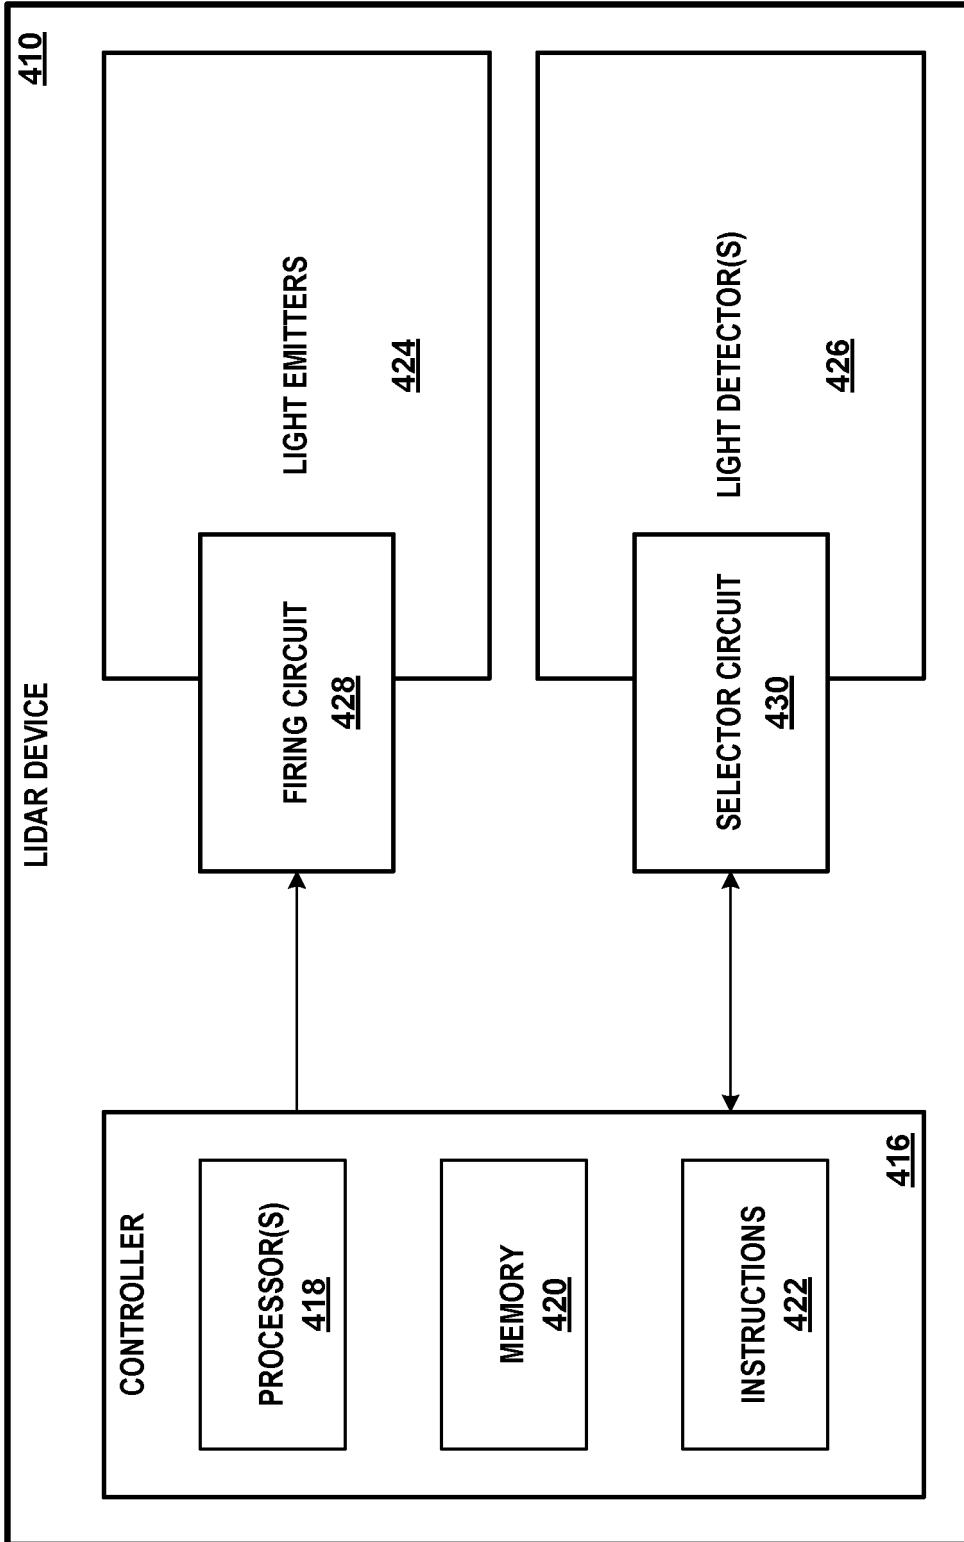 LIDAR DEVICE
410
CONTROLLER
PROCESSOR(S)
418
MEMORY
420
INSTRUCTIONS
422
416
FIRING CIRCUIT
428
LIGHT EMITTERS
424
SELECTOR CIRCUIT
430
LIGHT DETECTOR(S)
426